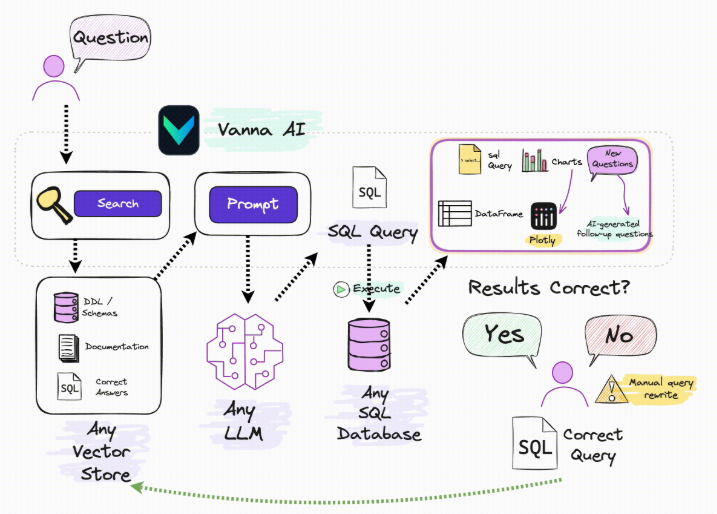 Question
Vanna AI
Search
Prompt
SQL
SQL Query
sql
Query
Charts
New
Questions
DataFrame
Plotly
AI-generated
follow-up questions
Execute
DDL /
Schemas
Documentation
SQL
Correct
Answers
Any
Vector
Store
Any
LLM
Any
SQL
Database
Results Correct?
Yes
No
Manual query
rewrite
SQL
Correct
Query